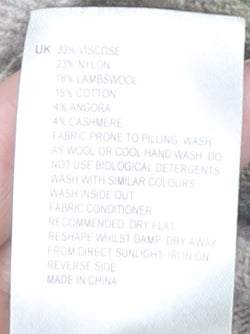 UK 33% VISCOSE
23% NYLON
18% LAMBSWOOL
18% COTTON
4% ANGORA
4% CASHMERE
FABRIC PRONE TO PILLING. WASH
AS WOOL OR COOL HAND WASH. DO
NOT USE BIOLOGICAL DETERGENTS.
WASH WITH SIMILAR COLOURS.
WASH INSIDE OUT.
FABRIC CONDITIONER
RECOMMENDED. DRY FLAT.
RESHAPE WHILST DAMP. DRY AWAY
FROM DIRECT SUNLIGHT. IRON ON
REVERSE SIDE.
MADE IN CHINA